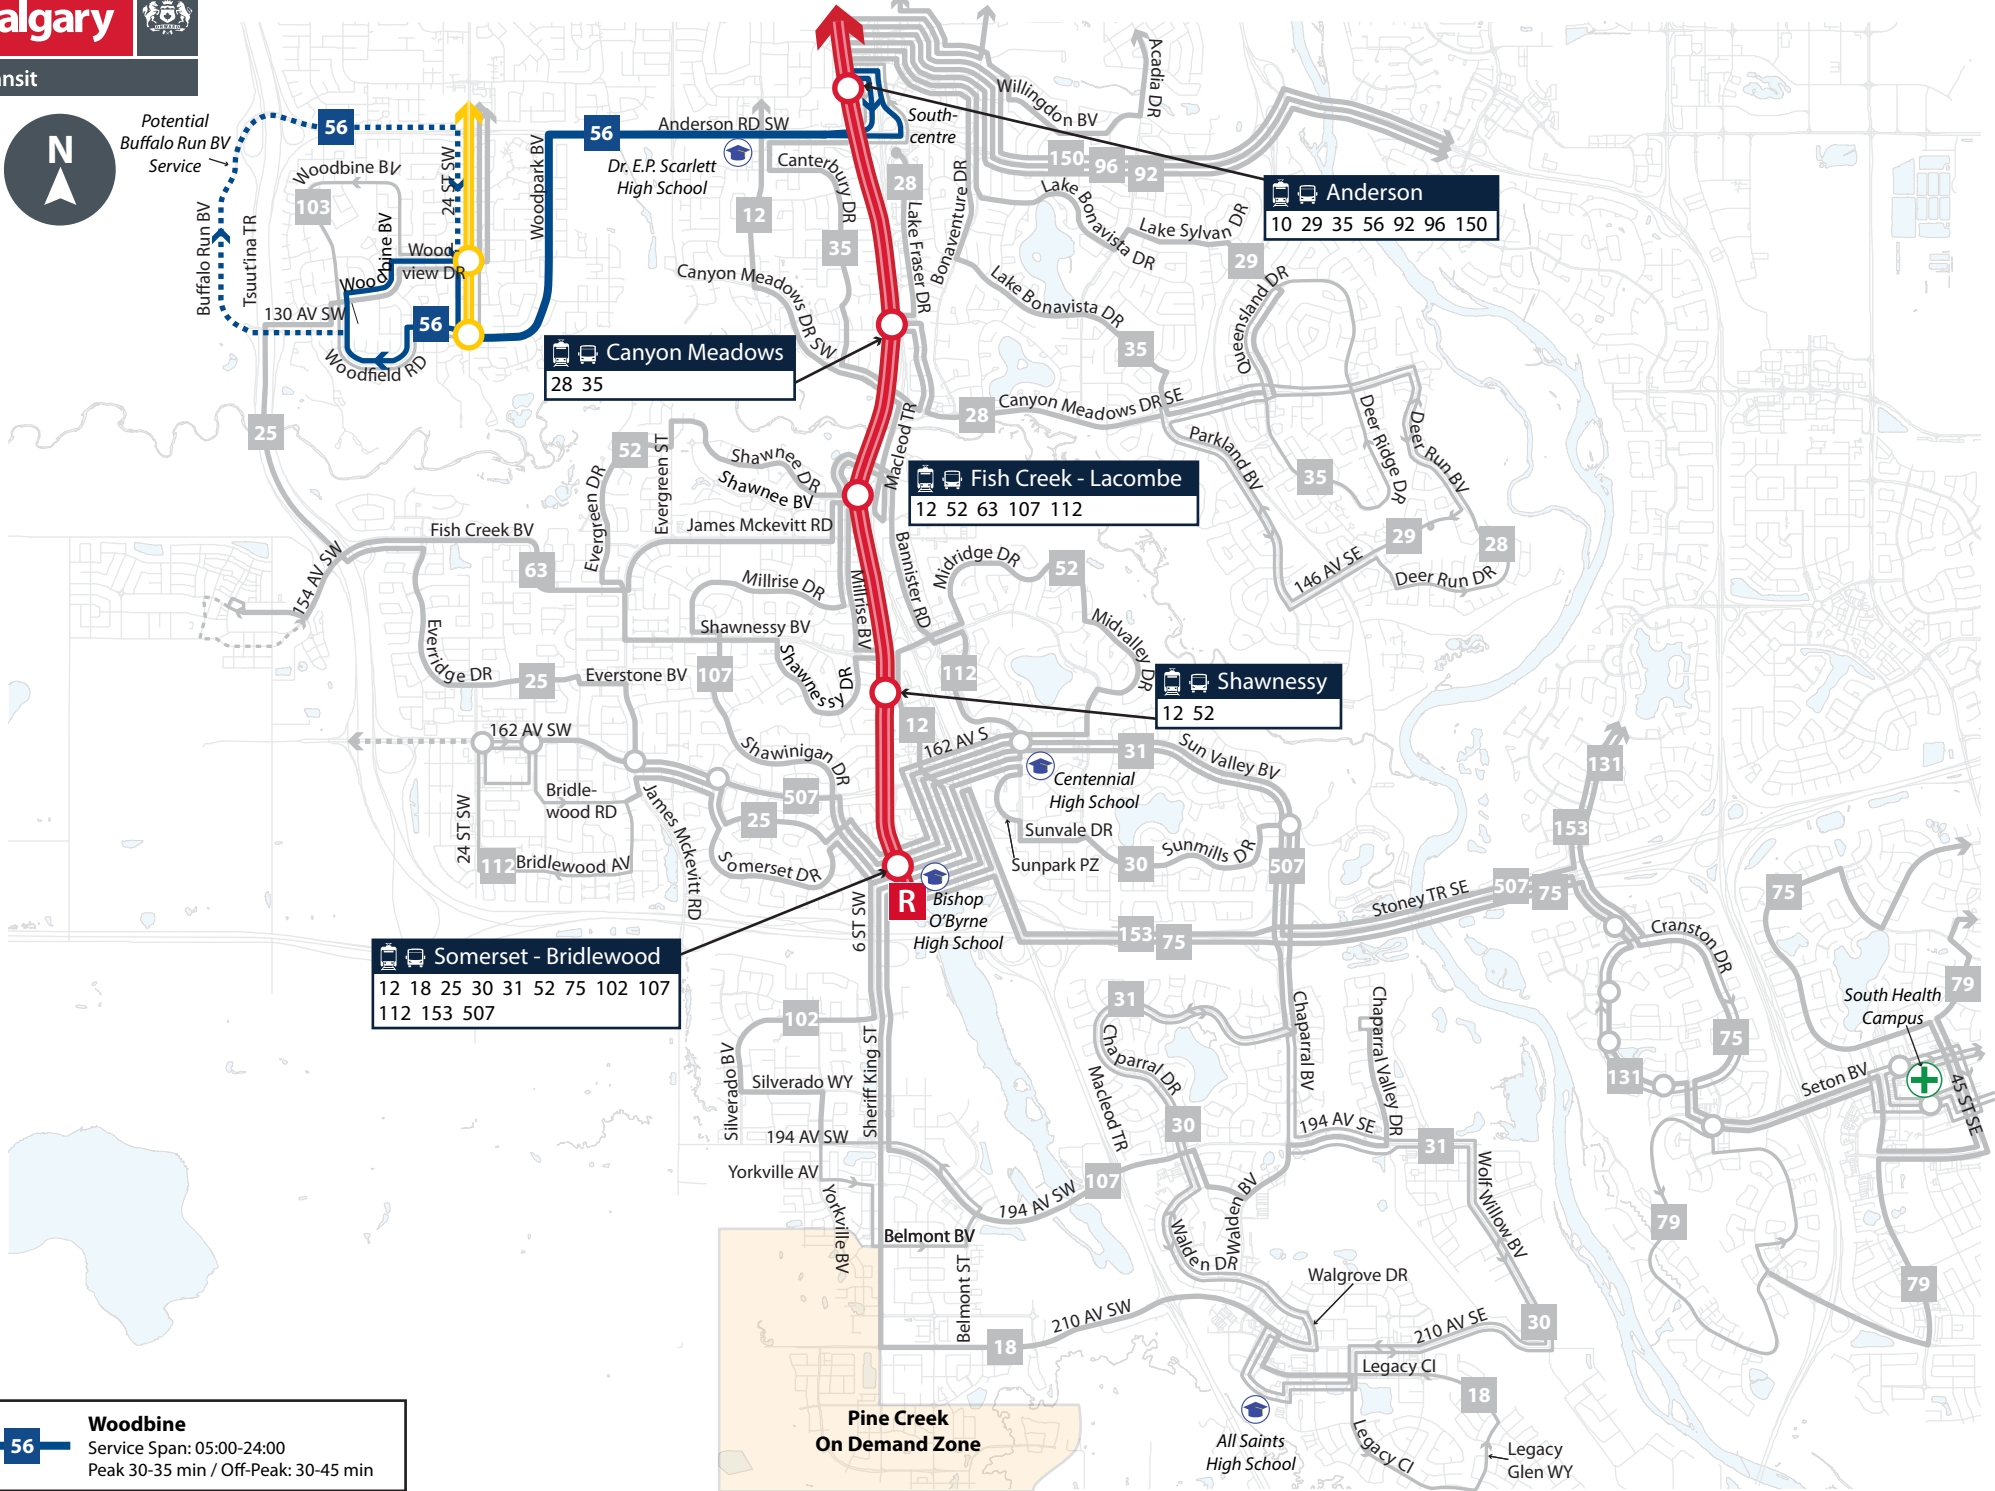 algary
ansit
N
Potential
Buffalo Run BV
Service
56
Woodbine BV
103
24 ST SW
Woodpark BV
56
Anderson RD SW
Dr. E.P. Scarlett
High School
Canterbury DR
12
35
South-
centre
28
Willingdon BV
Acadia DR
150
96
92
Anderson
10 29 35 56 92 96 150
Buffalo Run BV
Tsuut'ina TR
Woodbine BV
Wood-
view DR
Woodbine
130 AV SW
56
Woodfield RD
Canyon Meadows DR SW
Lake Fraser DR
Bonaventure DR
Lake Bonavista DR
Lake Sylvan DR
29
Lake Bonavista DR
35
Queensland DR
Canyon Meadows
28 35
25
52
Evergreen ST
Evergreen DR
Shawnee DR
Shawnee BV
James Mckevitt RD
Macleod TR
28
Canyon Meadows DR SE
Parkland BV
35
Deer Ridge DR
Deer Run BV
29
28
146 AV SE
Deer Run DR
Fish Creek - Lacombe
12 52 63 107 112
Fish Creek BV
63
154 AV SW
Millrise DR
Millrise BV
Bannister RD
Midridge DR
52
Midvalley DR
Shawnessy BV
Shawnessy DR
107
112
Everridge DR
25
Everstone BV
Shawnessy
12 52
12
162 AV S
31
Sun Valley BV
162 AV SW
Shawinigan DR
507
25
Bridle-
wood RD
24 ST SW
112
Bridlewood AV
James Mckevitt RD
Somerset DR
Centennial
High School
Sunvale DR
Sunpark PZ
30
Sunmills DR
507
131
153
507
75
Stoney TR SE
75
R
Bishop
O'Byrne
High School
6 ST SW
153
75
Cranston DR
79
Somerset - Bridlewood
12 18 25 30 31 52 75 102 107
112 153 507
102
Silverado BV
Silverado WY
Sheriff King ST
194 AV SW
Yorkville AV
Yorkville BV
31
Chaparral DR
Macleod TR
30
Chaparral BV
Chaparral Valley DR
194 AV SE
31
Wolf Willow BV
131
75
South Health
Campus
Seton BV
45 ST SE
107
194 AV SW
Walden BV
Walden DR
79
79
Belmont BV
Belmont ST
18
210 AV SW
Walgrove DR
210 AV SE
30
Legacy CI
18
Legacy CI
Legacy
Glen WY
All Saints
High School
Pine Creek
On Demand Zone
56
Woodbine
Service Span: 05:00-24:00
Peak 30-35 min / Off-Peak: 30-45 min